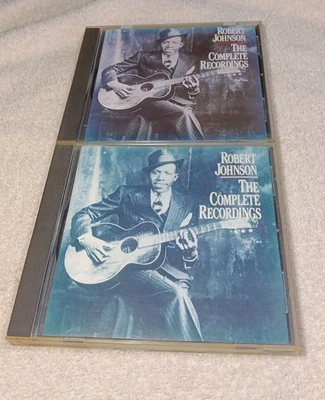 ROBERT
JOHNSON
THE
COMPLETE
RECORDINGS
ROBERT
JOHNSON
THE
COMPLETE
RECORDINGS
Disc Two